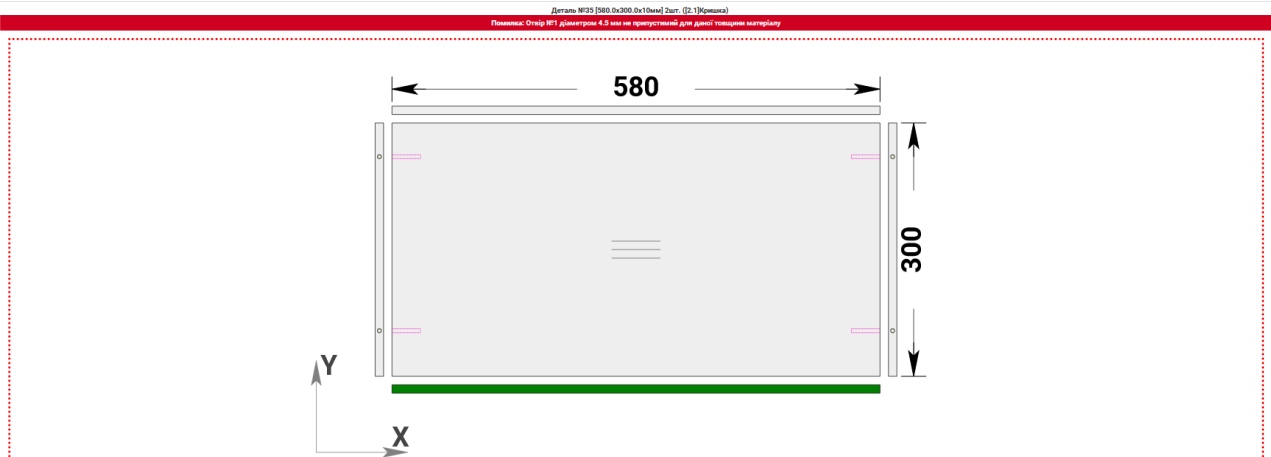 Деталь №35 [580.0x300.0x10мм] 2шт. ([2.1]Кришка)
Помилка: Отвір №1 діаметром 4.5 мм не припустимий для даної товщини матеріалу
580
300
Y
X